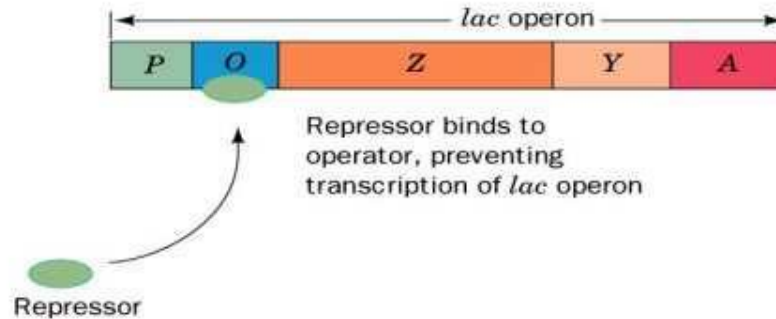 lac operon
P O Z Y A
Repressor binds to
operator, preventing
transcription of lac operon
Repressor